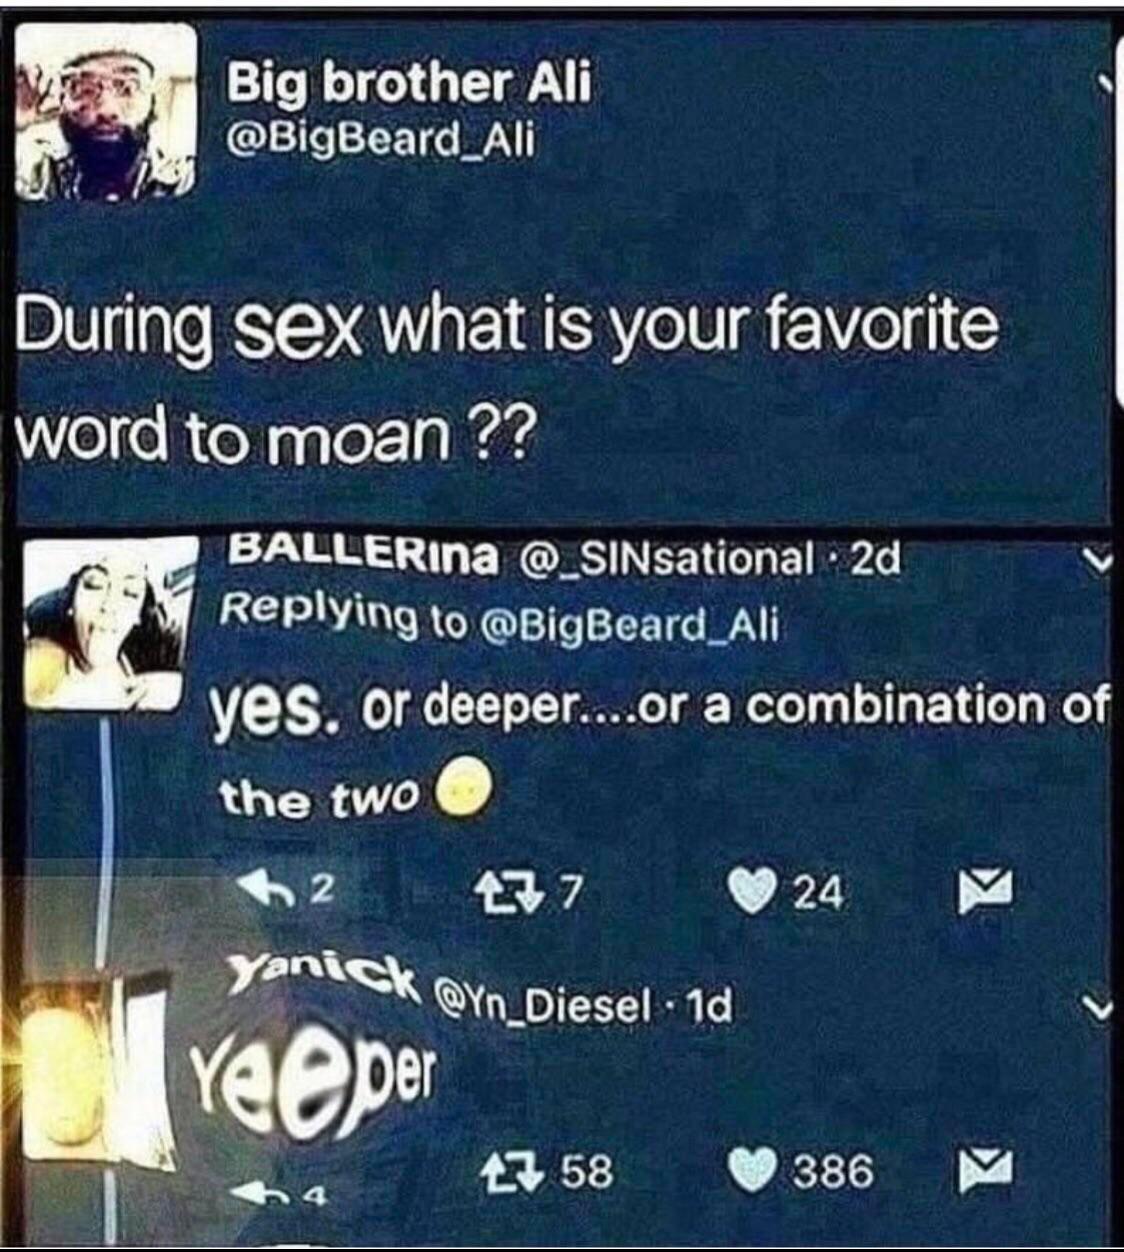 Big brother Ali
@BigBeard_Ali
During sex what is your favorite
word to moan ??
BALLERina @_SINsational · 2d
Replying to @BigBeard_Ali
yes. or deeper....or a combination of
the two
2 7 24
Yanick @Yn_Diesel · 1d
Yeeper
4 58 386